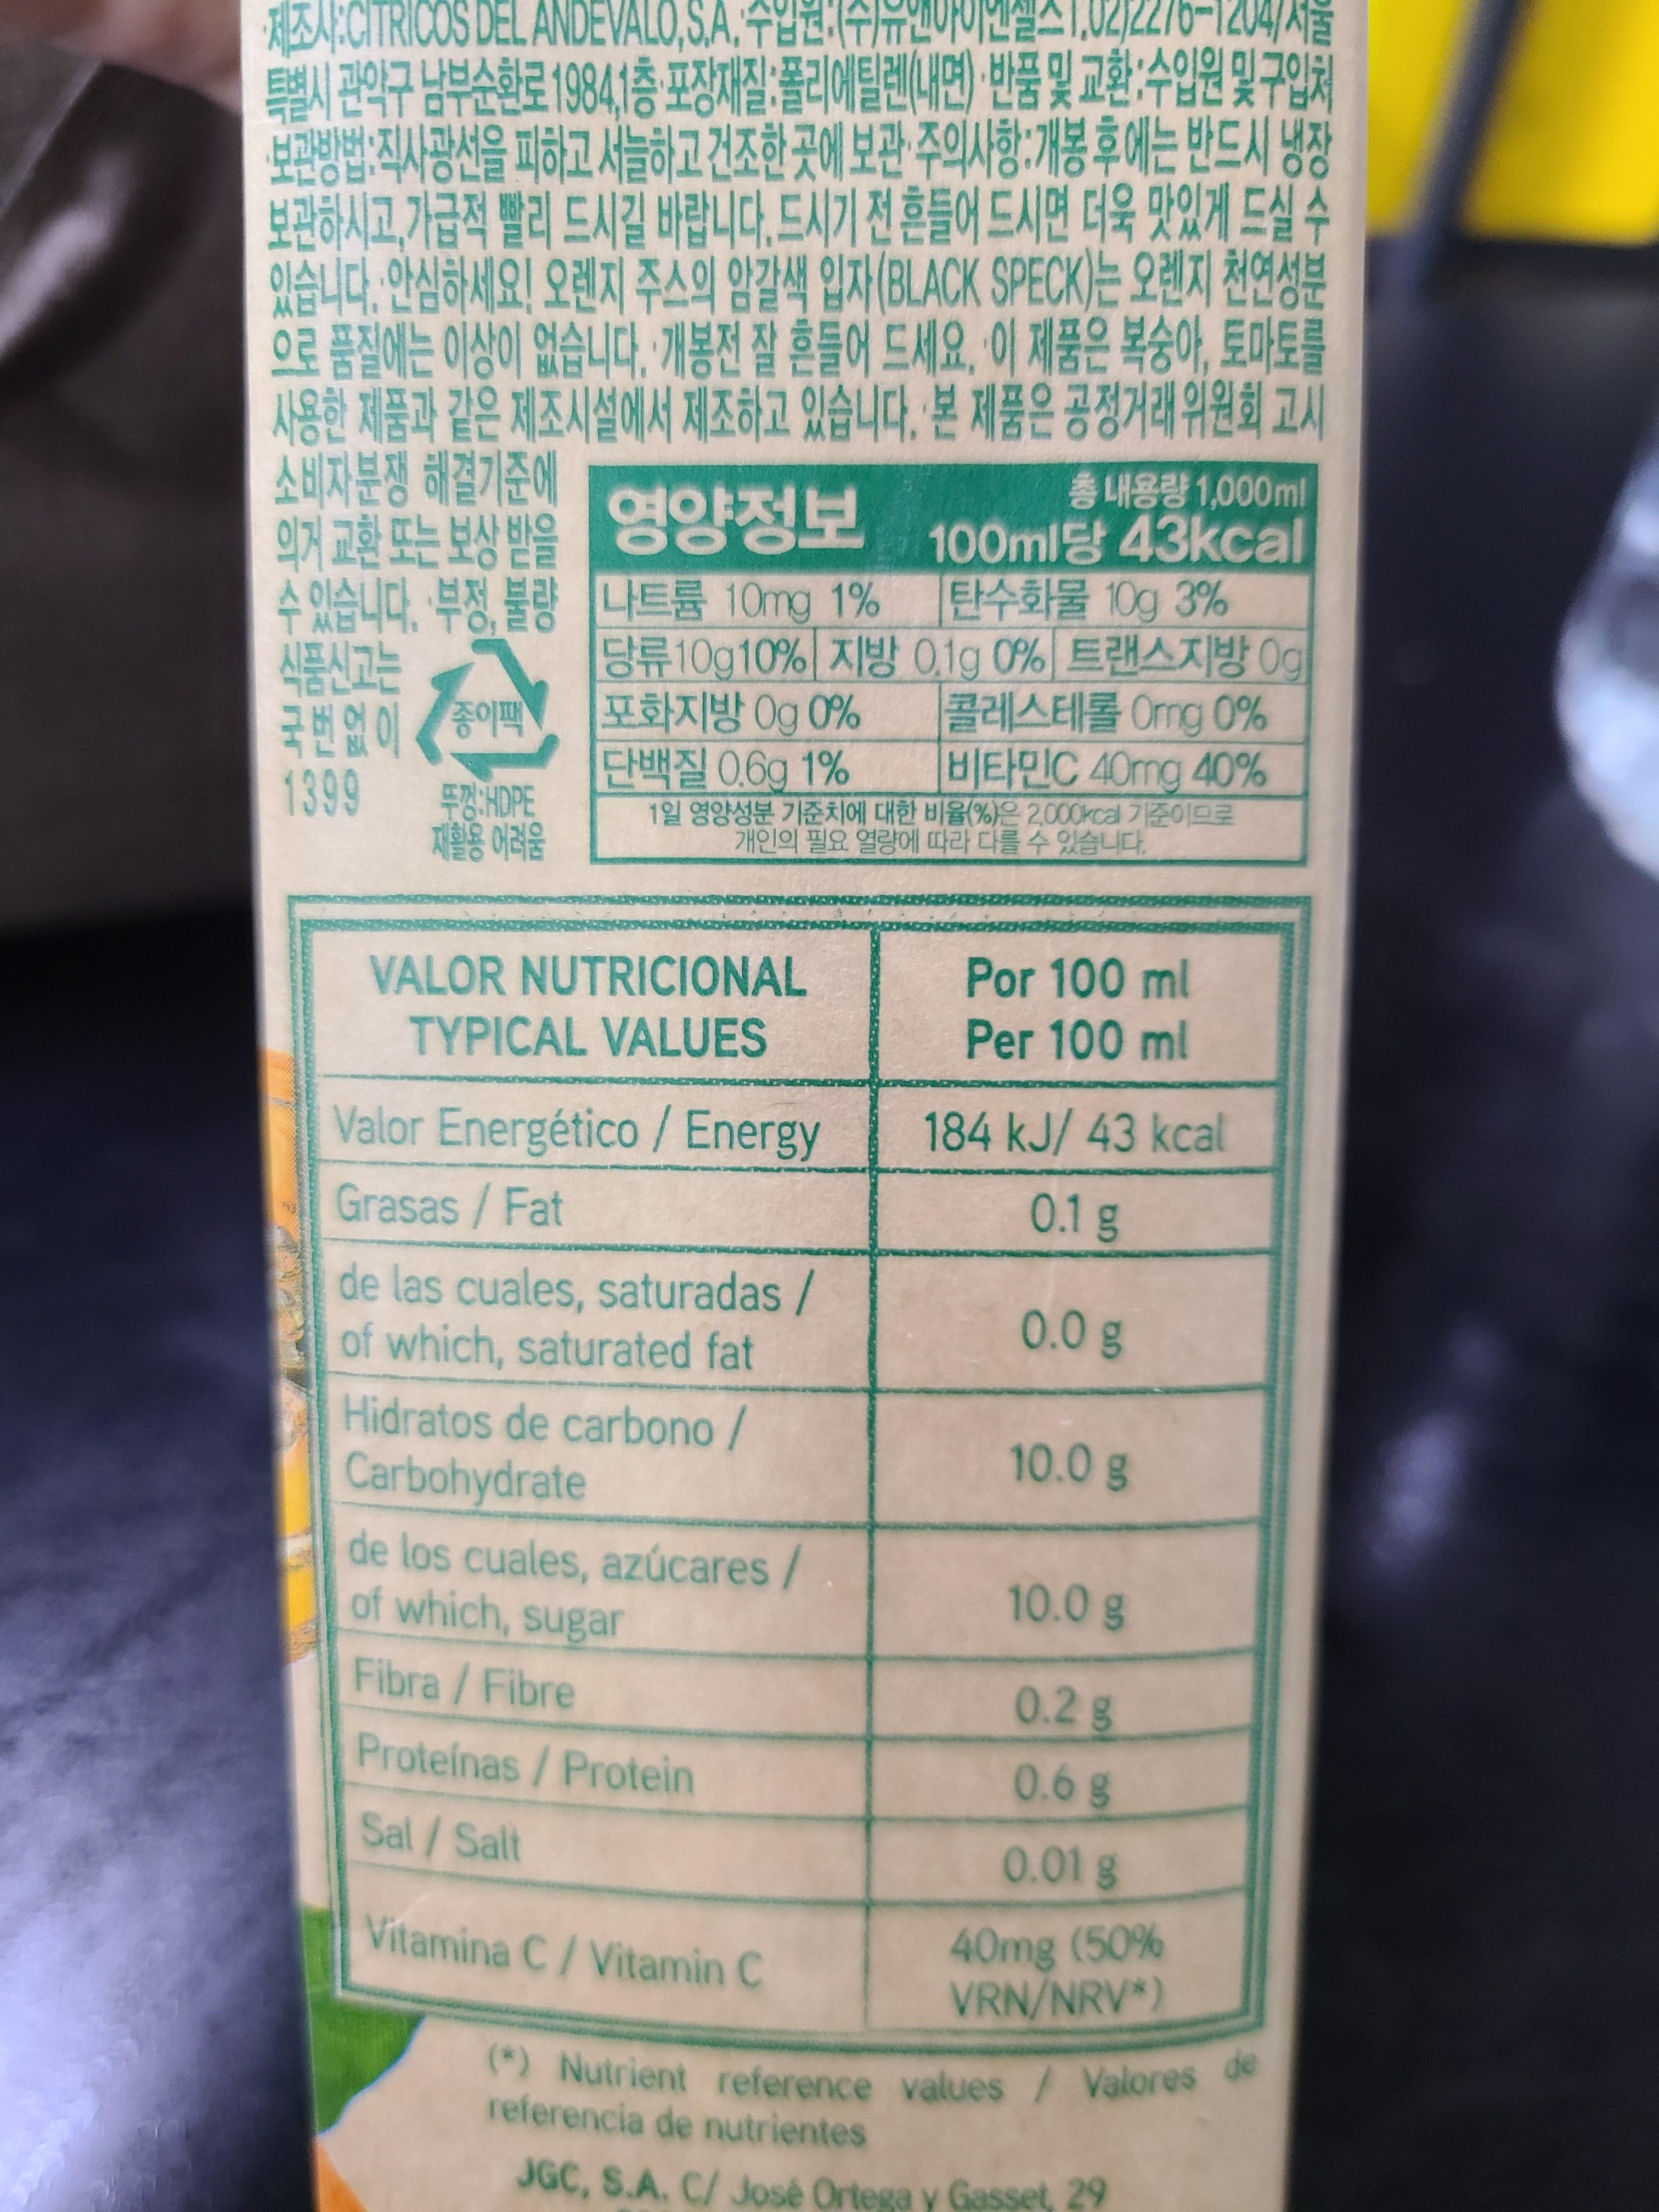 ·제조사:CITRICOS DEL ANDEVALO,S.A.·수입원:(주)유앤아이엔젤스T.02)2276-1204/서울
특별시 관악구 남부순환로1984,1층·포장재질:폴리에틸렌(내면)·반품 및 교환:수입원 및 구입처
·보관방법:직사광선을 피하고 서늘하고 건조한 곳에 보관·주의사항:개봉 후에는 반드시 냉장
보관하시고,가급적 빨리 드시길 바랍니다.드시기 전 흔들어 드시면 더욱 맛있게 드실 수
있습니다.·안심하세요! 오렌지 주스의 암갈색 입자(BLACK SPECK)는 오렌지 천연성분
으로 품질에는 이상이 없습니다.·개봉전 잘 흔들어 드세요.·이 제품은 복숭아, 토마토를
사용한 제품과 같은 제조시설에서 제조하고 있습니다.·본 제품은 공정거래위원회 고시
소비자분쟁 해결기준에
의거 교환 또는 보상 받을
수 있습니다.·부정,불량
식품신고는
국번없이
1399
종이팩
뚜껑:HDPE
재활용 어려움
영양정보
총 내용량 1,000ml
100ml당 43kcal
나트륨 10mg 1% 탄수화물 10g 3%
당류10g10% 지방 0.1g 0% 트랜스지방 0g
포화지방 0g 0% 콜레스테롤 0mg 0%
단백질 0.6g 1% 비타민C 40mg 40%
1일 영양성분 기준치에 대한 비율(%)은 2,000kcal 기준이므로
개인의 필요 열량에 따라 다를 수 있습니다.
VALOR NUTRICIONAL
TYPICAL VALUES
Por 100 ml
Per 100 ml
Valor Energético / Energy 184 kJ/ 43 kcal
Grasas / Fat 0.1 g
de las cuales, saturadas /
of which, saturated fat
0.0 g
Hidratos de carbono /
Carbohydrate
10.0 g
de los cuales, azúcares /
of which, sugar
10.0 g
Fibra / Fibre 0.2 g
Proteínas / Protein 0.6 g
Sal / Salt 0.01 g
Vitamina C / Vitamin C
40mg (50%
VRN/NRV*)
(*) Nutrient reference values / Valores de
referencia de nutrientes
JGC, S.A. C/ José Ortega y Gasset, 29